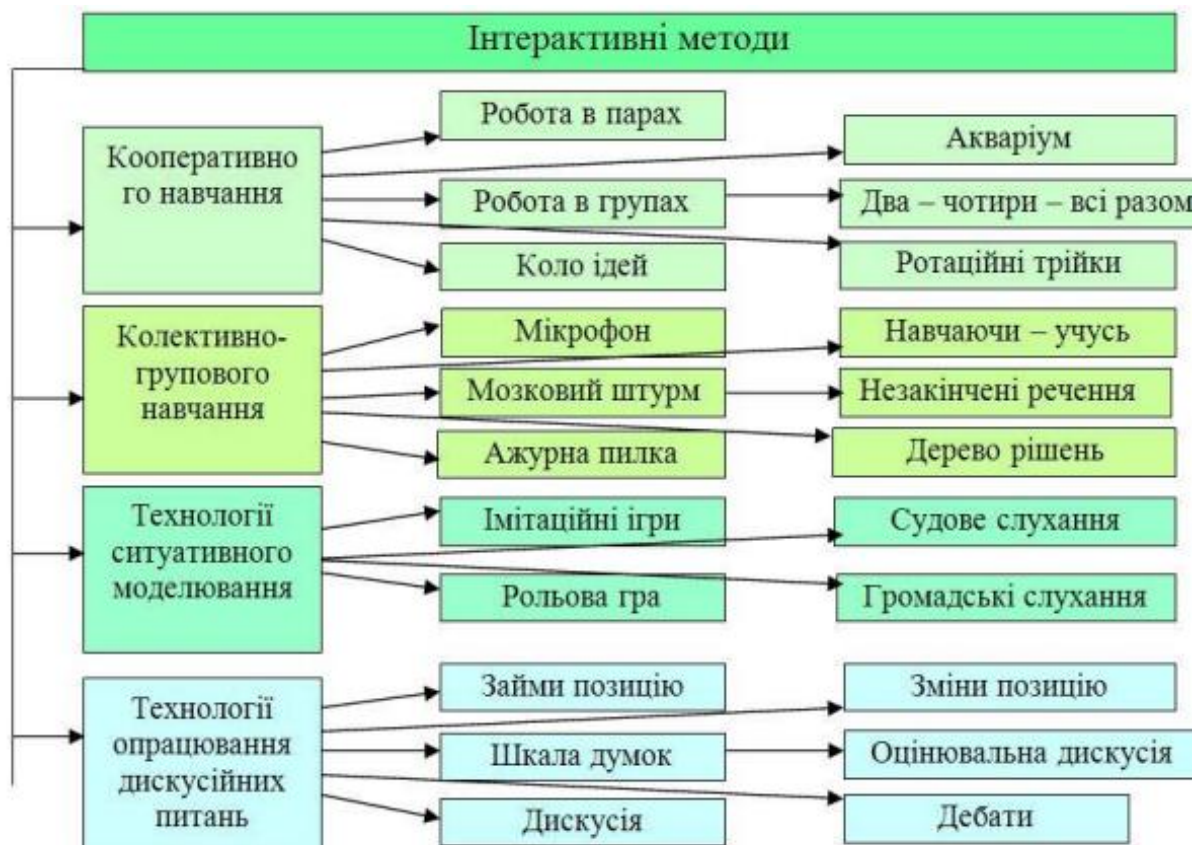 Інтерактивні методи
Кооперативно
го навчання
Робота в парах
Акваріум
Робота в групах
Два – чотири – всі разом
Коло ідей
Ротаційні трійки
Колективно-
групового
навчання
Мікрофон
Навчаючи – учусь
Мозковий штурм
Незакінчені речення
Ажурна пилка
Дерево рішень
Технології
ситуативного
моделювання
Імітаційні ігри
Судове слухання
Рольова гра
Громадські слухання
Технології
опрацювання
дискусійних
питань
Займи позицію
Зміни позицію
Шкала думок
Оцінювальна дискусія
Дискусія
Дебати